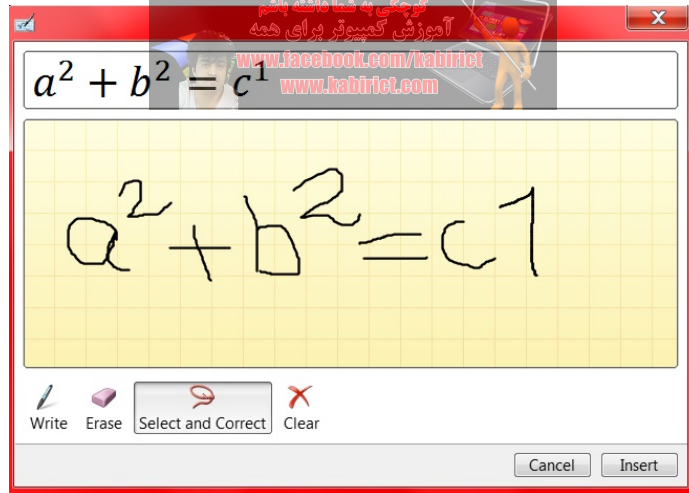 کوچکی به شما داشته باشم
آموزش کمپیوتر برای همه
www.facebook.com/kabirict
www.kabirict.com
X
a² + b² = c¹
a² + b² = c1
Write Erase Select and Correct Clear
Cancel Insert